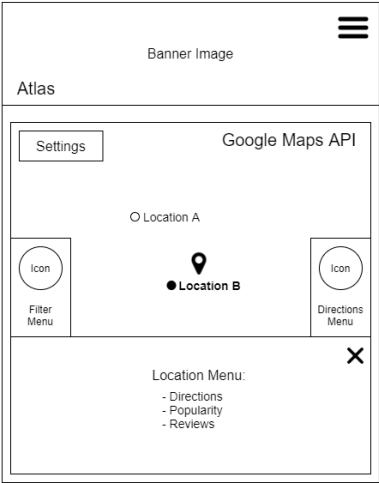 Banner Image
Atlas
Settings
Google Maps API
Location A
Location B
Icon
Filter
Menu
Icon
Directions
Menu
Location Menu:
- Directions
- Popularity
- Reviews